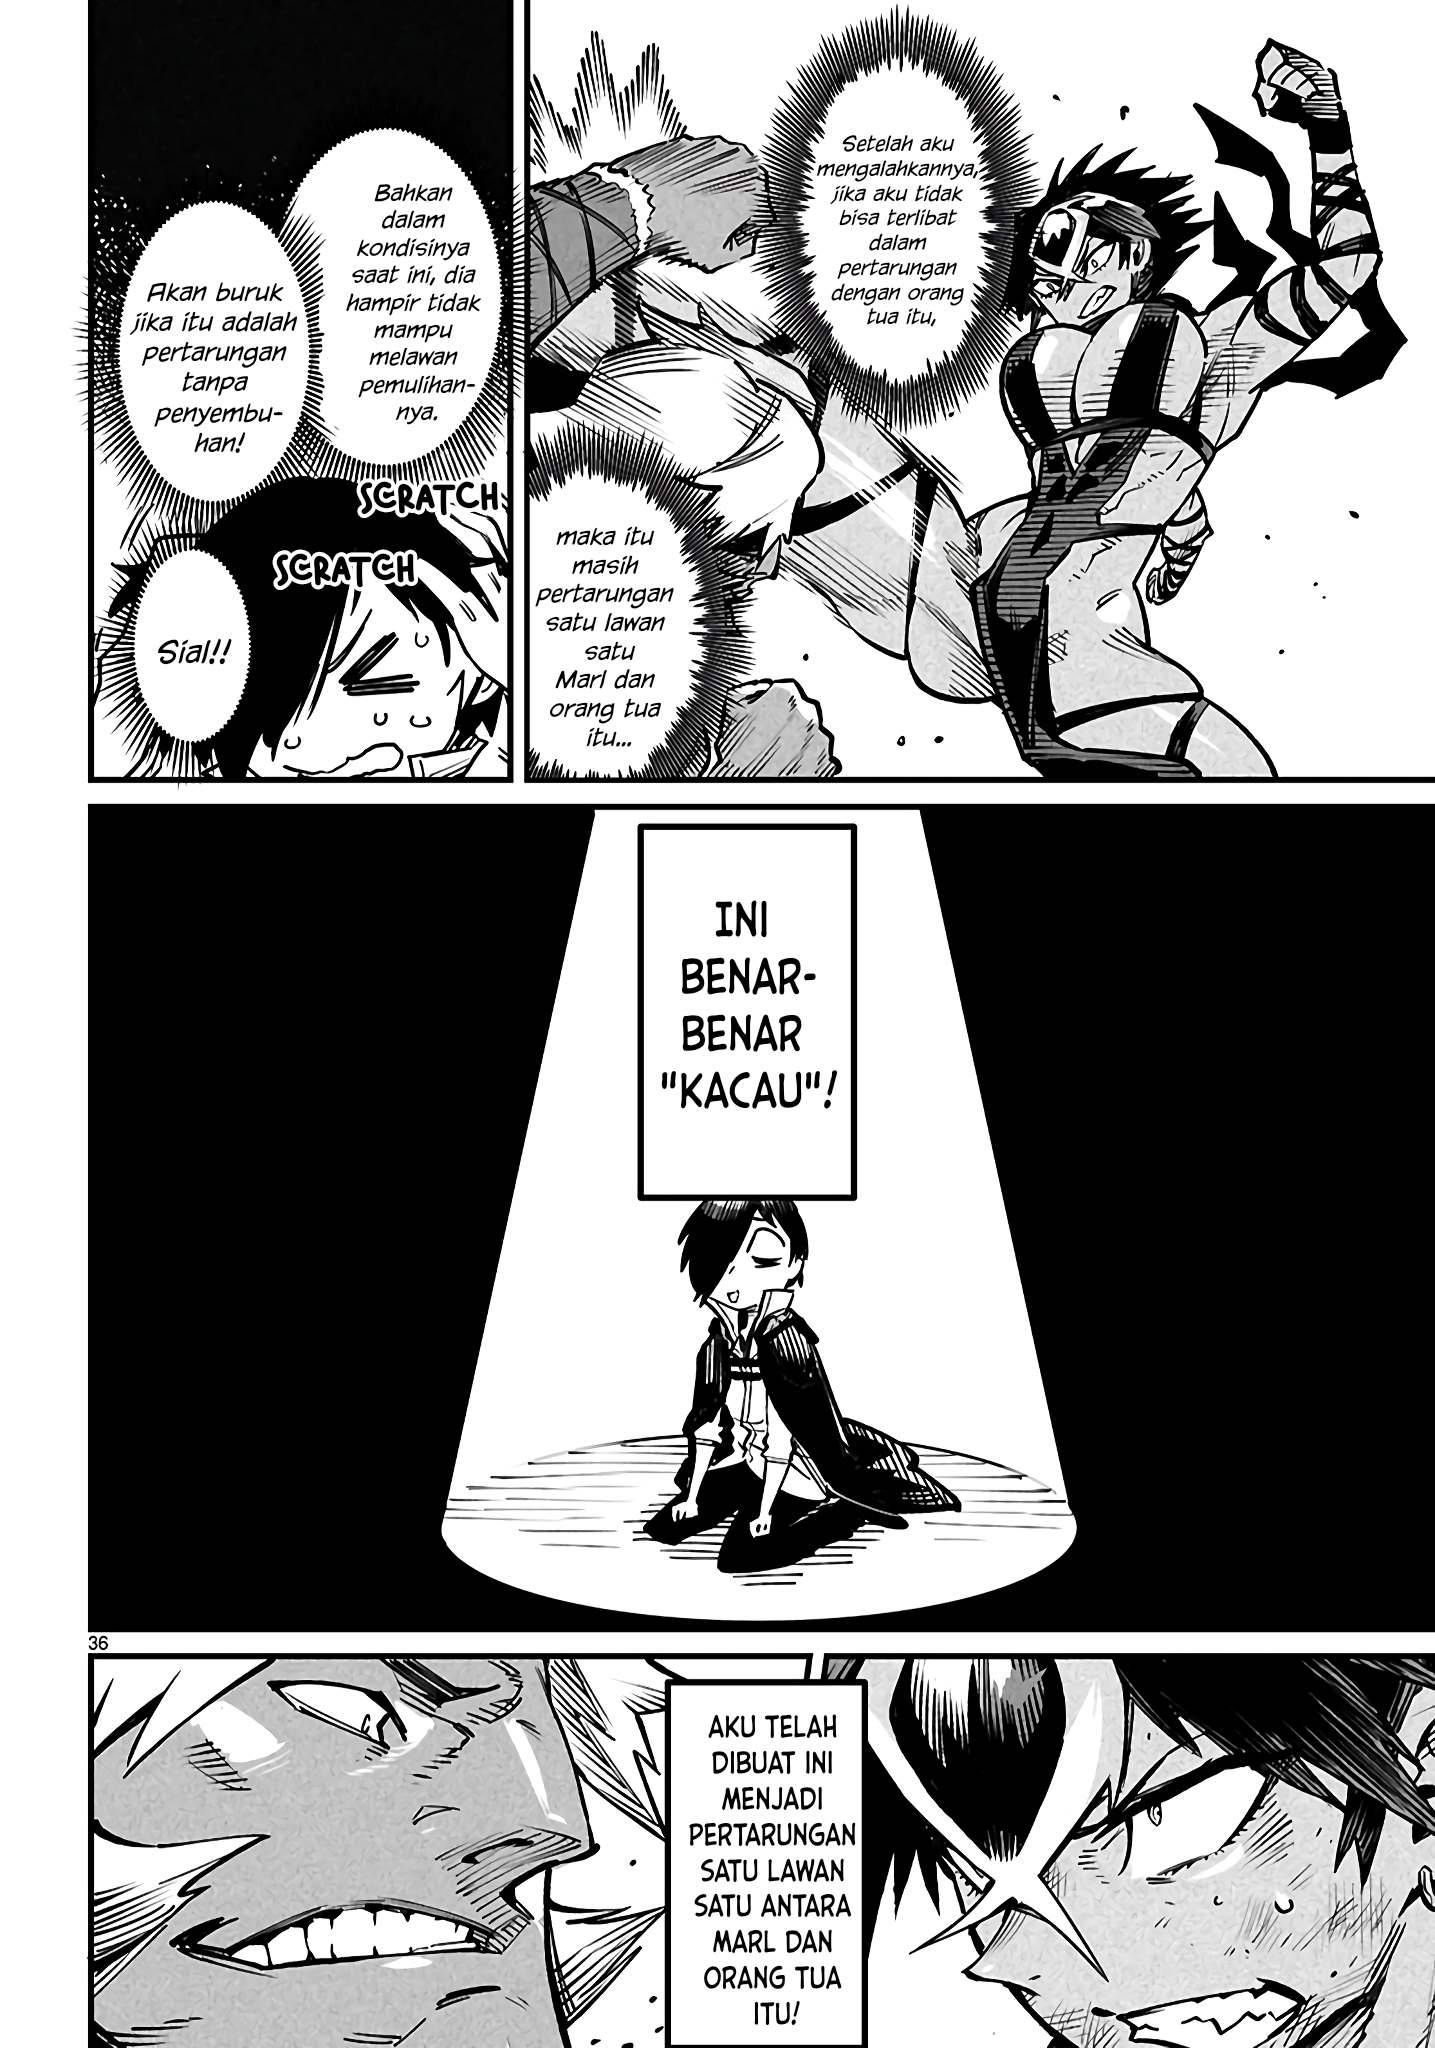 Setelah aku
mengalahkannya,
jika aku tidak
bisa terlibat
dalam
pertarungan
dengan orang
tua itu,
maka itu
masih
pertarungan
satu lawan
satu
Marl dan
orang tua
itu...
Bahkan
dalam
kondisinya
saat ini, dia
hampir tidak
mampu
melawan
pemulihan-
nya.
Akan buruk
jika itu adalah
pertarungan
tanpa
penyembu-
han!
SCRATCH
SCRATCH
Sial!!
INI
BENAR-
BENAR
"KACAU"!
36
AKU TELAH
DIBUAT INI
MENJADI
PERTARUNGAN
SATU LAWAN
SATU ANTARA
MARL DAN
ORANG TUA
ITU!